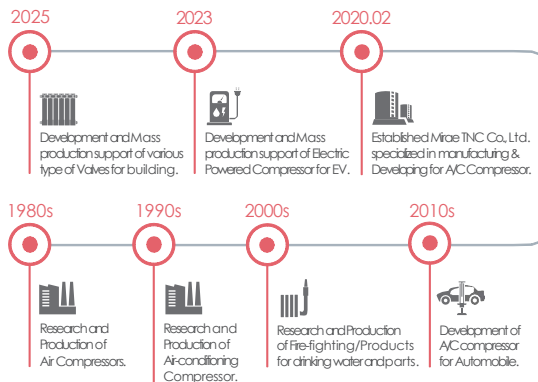 2025
2023
2020.02
Development and Mass
production support of various
type of Valves for building.
Development and Mass
production support of Electric
Powered Compressor for EV.
Established Mirae TNC Co., Ltd.
specialized in manufacturing &
Developing for A/C Compressor.
1980s
1990s
2000s
2010s
Research and
Production of
Air Compressors.
Research and
Production of
Air-conditioning
Compressor.
Research and Production
of Fire-fighting/Products
for drinking water and parts.
Development of
A/C compressor
for Automobile.